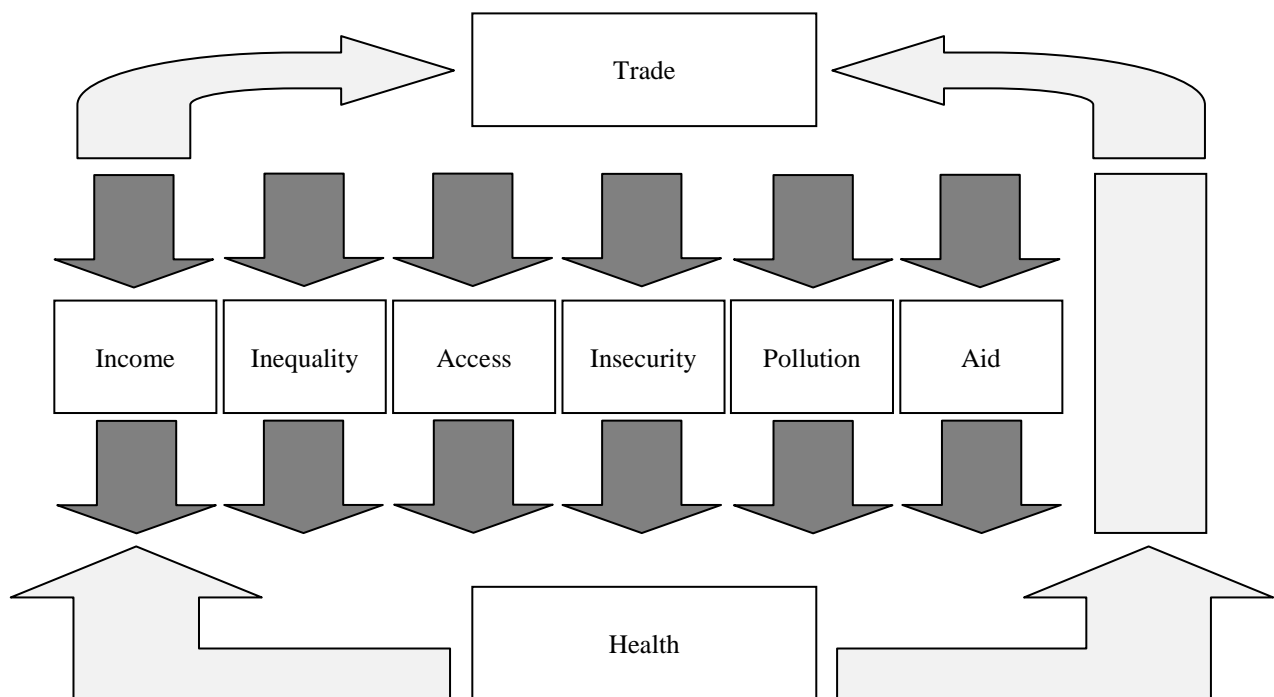 Trade
Income
Inequality
Access
Insecurity
Pollution
Aid
Health